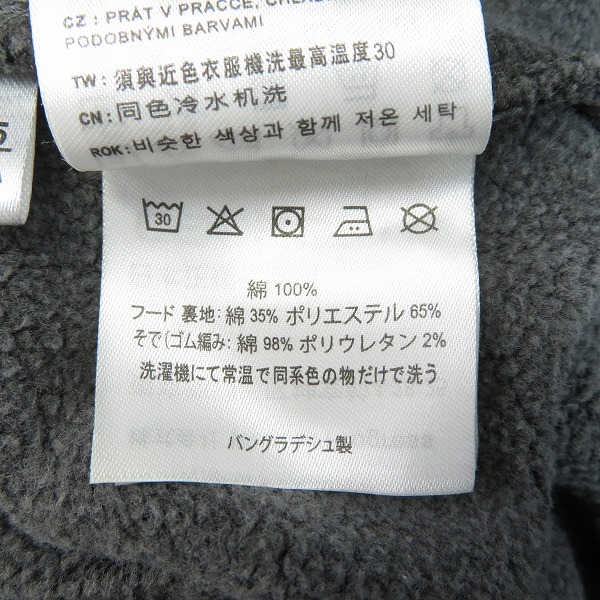 CZ : PRÁT V PRAČCE,
PODOBNÝMI BARVAMI
TW: 須與近色衣服機洗最高温度30
CN: 同色冷水机洗
ROK: 비슷한 색상과 함께 저온 세탁
30
綿 100%
フード 裏地: 綿 35% ポリエステル 65%
そで(ゴム編み: 綿 98% ポリウレタン 2%
洗濯機にて常温で同系色の物だけで洗う
バングラデシュ製